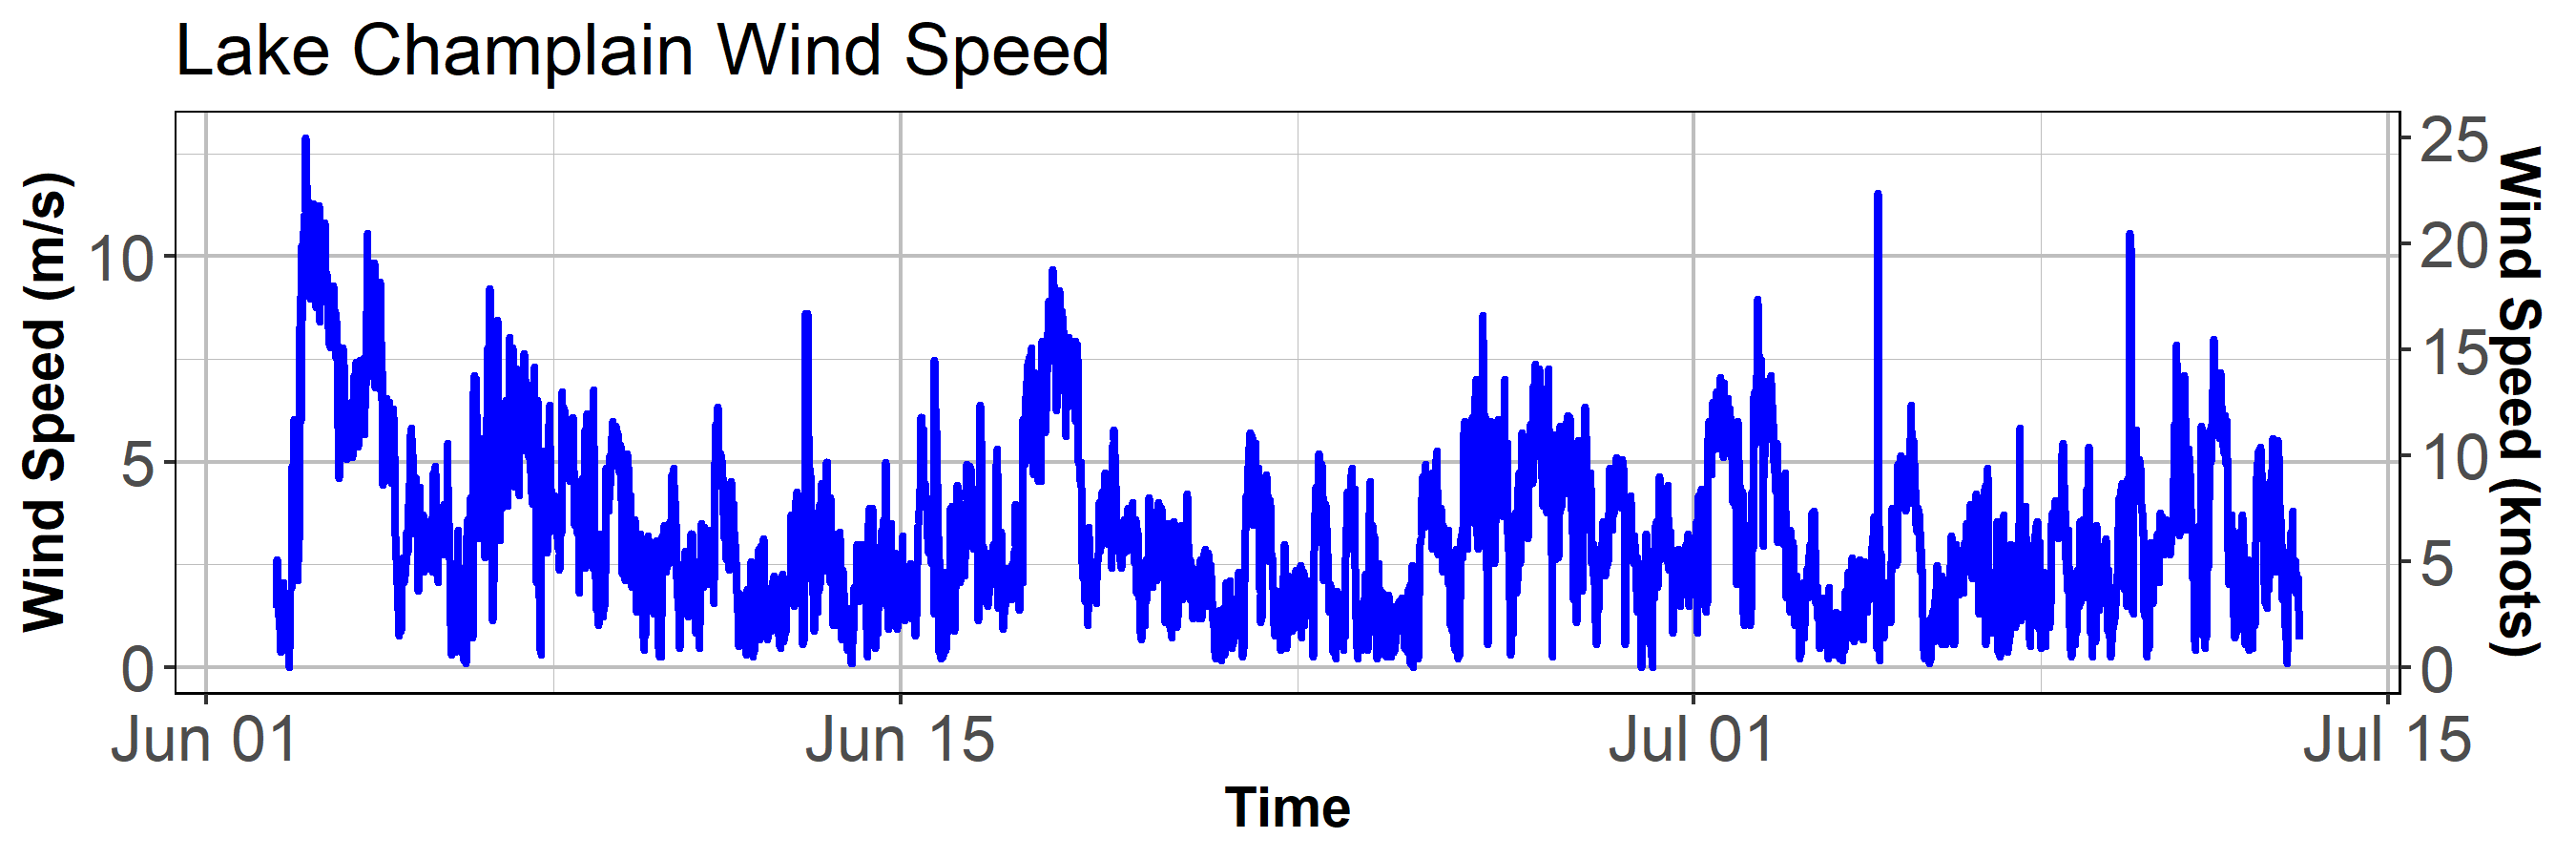 Lake Champlain Wind Speed
Wind Speed (m/s)
10
5
0
25
20
15
10
5
0
Wind Speed (knots)
Jun 01
Jun 15
Jul 01
Jul 15
Time